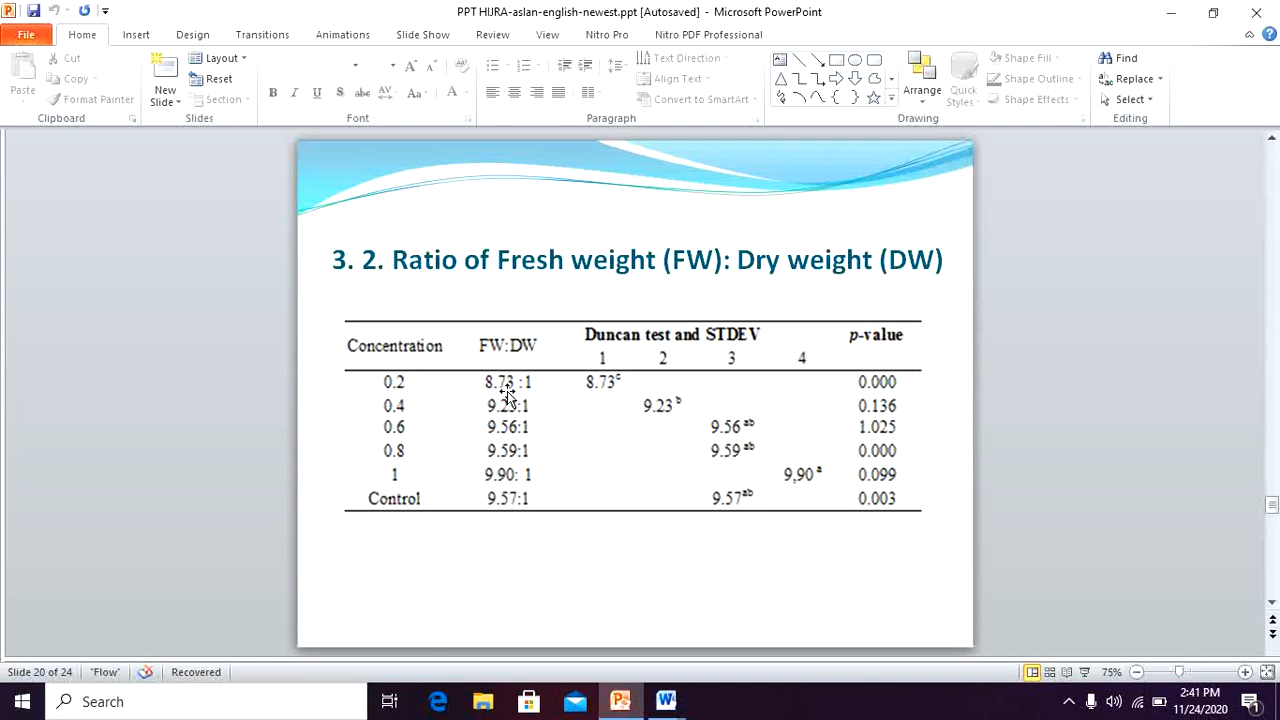 PPT HIJRA-aslan-english-newest.ppt [Autosaved] - Microsoft PowerPoint
File Home Insert Design Transitions Animations Slide Show Review View Nitro Pro Nitro PDF Professional
Paste
Cut
Copy
Format Painter
Clipboard
New Slide
Layout
Reset
Section
Slides
Font
Text Direction
Align Text
Convert to SmartArt
Paragraph
Arrange
Quick Styles
Shape Fill
Shape Outline
Shape Effects
Drawing
Find
Replace
Select
Editing
3. 2. Ratio of Fresh weight (FW): Dry weight (DW)
Concentration FW:DW Duncan test and STDEV p-value
1 2 3 4
0.2 8.73 :1 8.73c 0.000
0.4 9.23:1 9.23 b 0.136
0.6 9.56:1 9.56 ab 1.025
0.8 9.59:1 9.59 ab 0.000
1 9.90: 1 9,90 a 0.099
Control 9.57:1 9.57ab 0.003
Slide 20 of 24 "Flow" Recovered 75%
Search 2:41 PM
11/24/2020